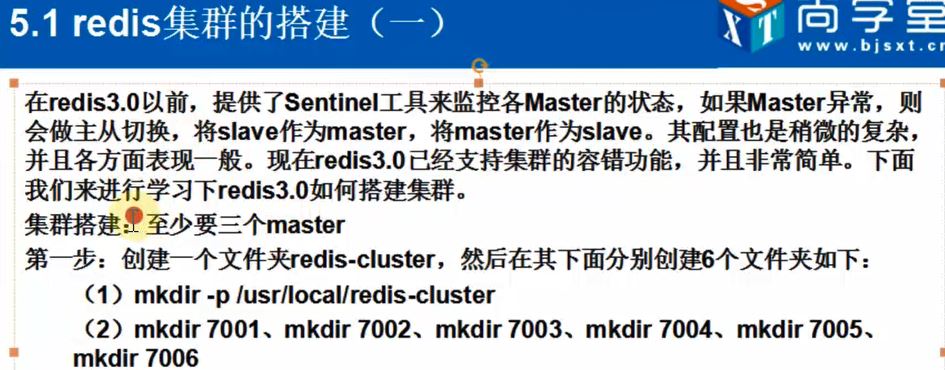 5.1 redis集群的搭建（一）
SXT 尚学堂
www.bjsxt.cn
在redis3.0以前，提供了Sentinel工具来监控各Master的状态，如果Master异常，则
会做主从切换，将slave作为master，将master作为slave。其配置也是稍微的复杂，
并且各方面表现一般。现在redis3.0已经支持集群的容错功能，并且非常简单。下面
我们来进行学习下redis3.0如何搭建集群。
集群搭建：至少要三个master
第一步：创建一个文件夹redis-cluster，然后在其下面分别创建6个文件夹如下：
（1）mkdir -p /usr/local/redis-cluster
（2）mkdir 7001、mkdir 7002、mkdir 7003、mkdir 7004、mkdir 7005、
mkdir 7006